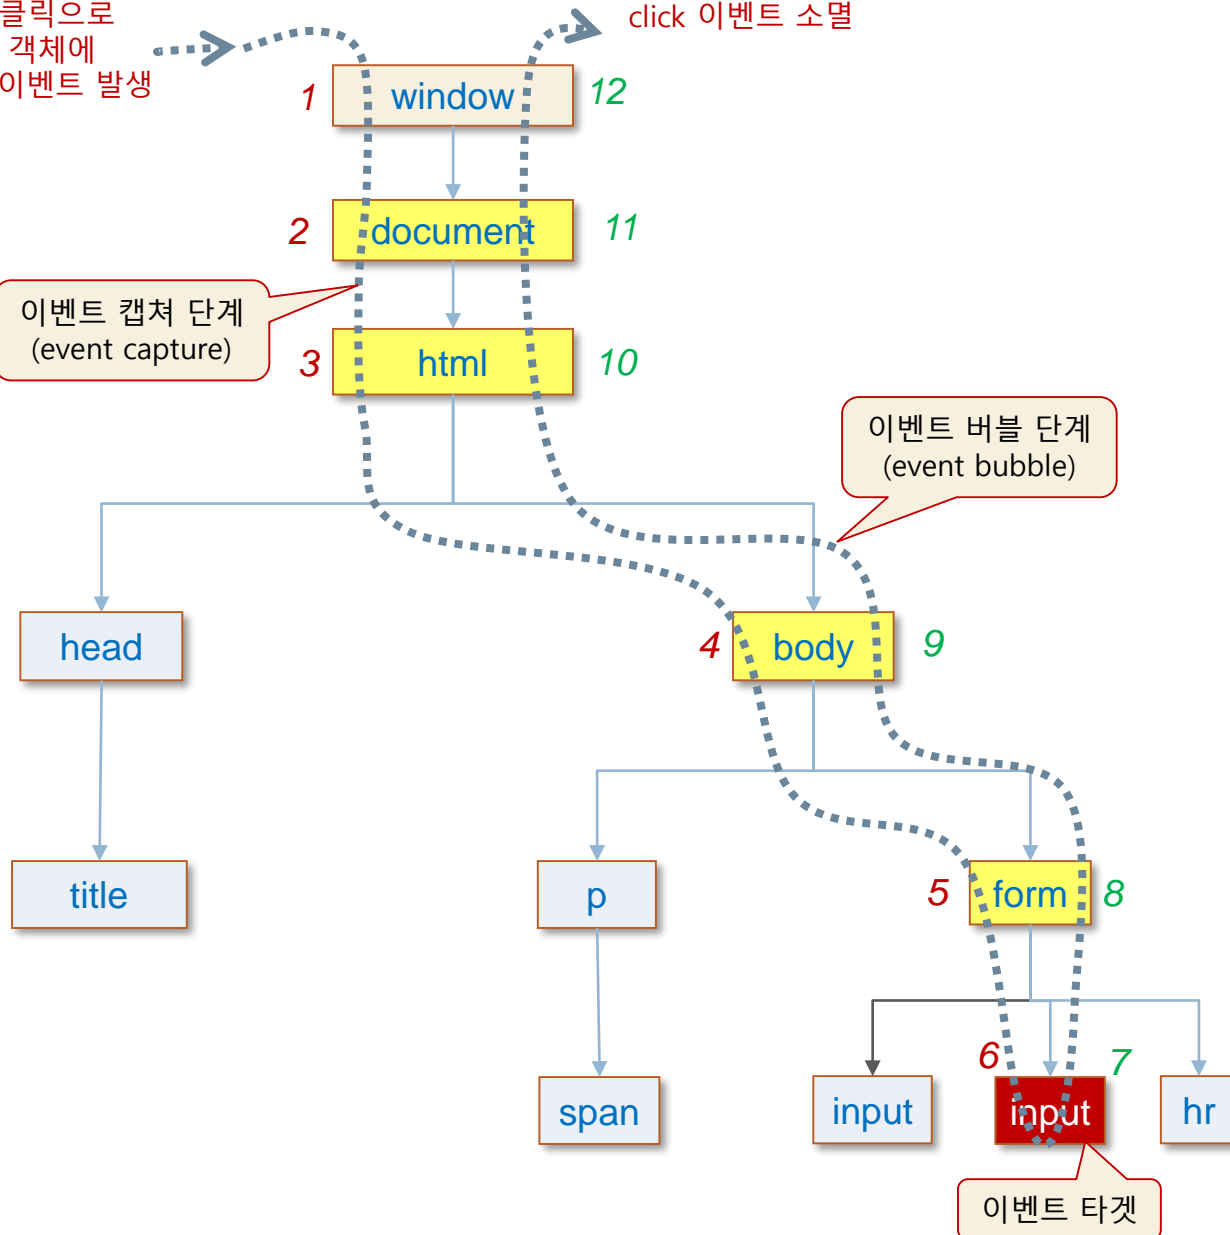 클릭으로
객체에
이벤트 발생
click 이벤트 소멸
1
window
12
2
document
11
이벤트 캡쳐 단계
(event capture)
3
html
10
이벤트 버블 단계
(event bubble)
head
4
body
9
title
p
5
form
8
6
7
span
input
input
hr
이벤트 타겟